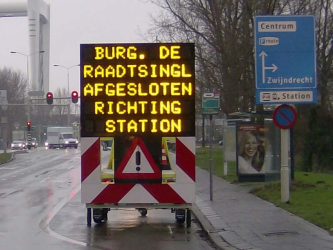 BURG. DE
RAADTSINGL
AFGESLOTEN
RICHTING
STATION
Centrum
Zwijndrecht
Station